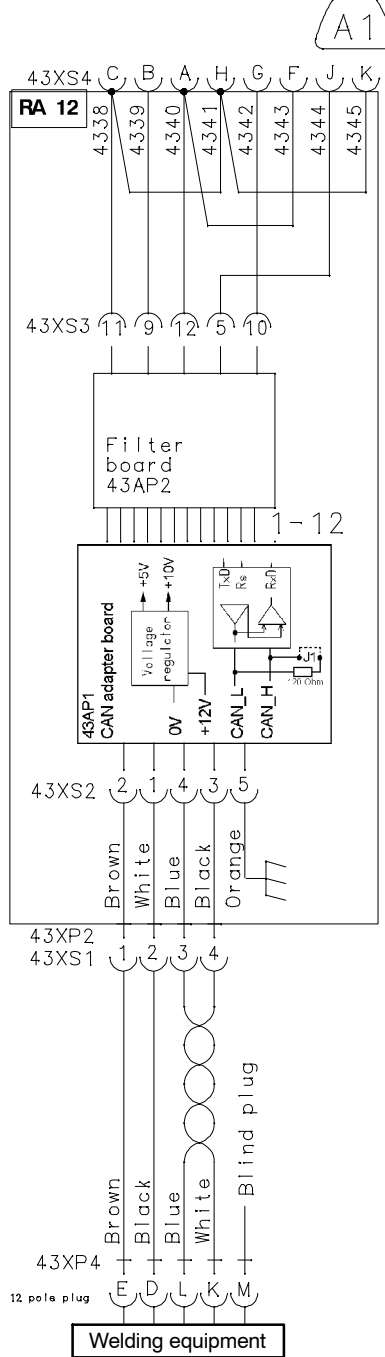 A1
43XS4 C B A H G F J K
RA 12
4338 4339 4340 4341 4342 4343 4344 4345
43XS3 11 9 12 5 10
Filter
board
43AP2
1-12
+5V +10V TxD Rs RxD
Voltage
regulator
J1
120 Ohm
43AP1
CAN adapter board
0V +12V CAN_L CAN_H
43XS2 2 1 4 3 5
Brown White Blue Black Orange
43XP2
43XS1 1 2 3 4
Brown Black Blue White Blind plug
43XP4
12 pole plug E D L K M
Welding equipment